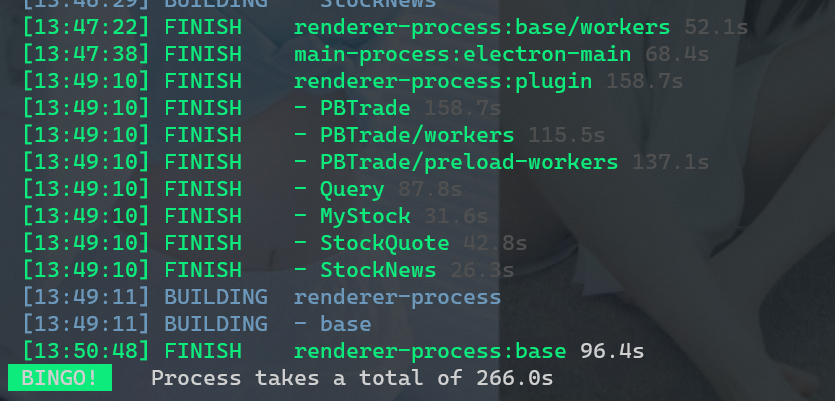 [13:46:29] BUILDING - StockNews
[13:47:22] FINISH renderer-process:base/workers 52.1s
[13:47:38] FINISH main-process:electron-main 68.4s
[13:49:10] FINISH renderer-process:plugin 158.7s
[13:49:10] FINISH - PBTrade 158.7s
[13:49:10] FINISH - PBTrade/workers 115.5s
[13:49:10] FINISH - PBTrade/preload-workers 137.1s
[13:49:10] FINISH - Query 87.8s
[13:49:10] FINISH - MyStock 31.6s
[13:49:10] FINISH - StockQuote 42.8s
[13:49:10] FINISH - StockNews 26.3s
[13:49:11] BUILDING renderer-process
[13:49:11] BUILDING - base
[13:50:48] FINISH renderer-process:base 96.4s
BINGO! Process takes a total of 266.0s